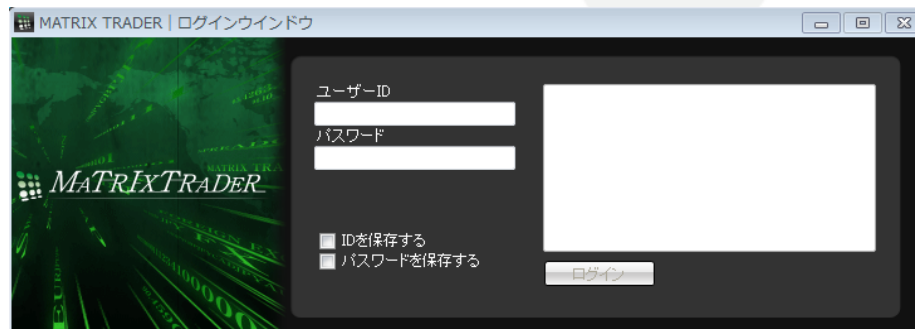 MATRIX TRADER | ログインウインドウ
ユーザーID
パスワード
MATRIXTRADER
IDを保存する
パスワードを保存する
ログイン